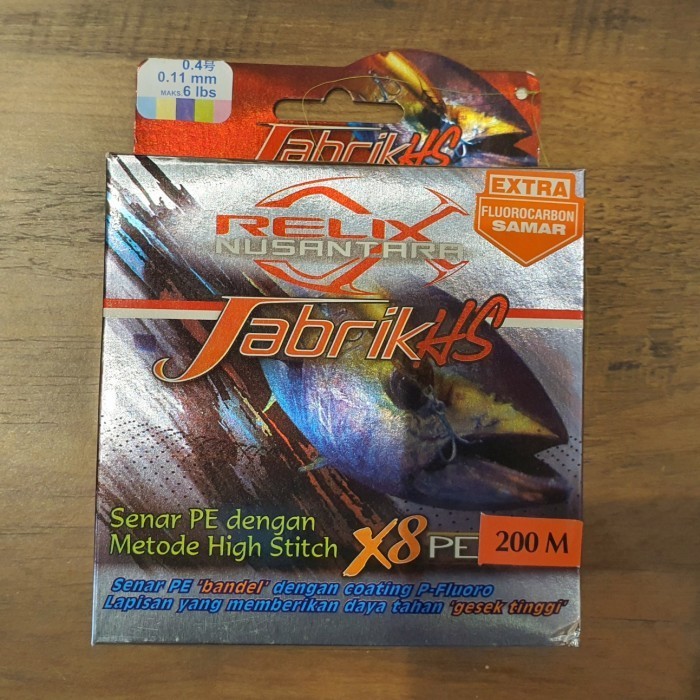 0.4号
0.11 mm
MAKS.6 lbs
JabrikHS
EXTRA
FLUOROCARBON
SAMAR
RELIX
NUSANTARA
JabrikHS
Senar PE dengan
Metode High Stitch
X8 PE
200 M
Senar PE 'bandel' dengan coating P-Fluoro
Lapisan yang memberikan daya tahan 'gesek tinggi'